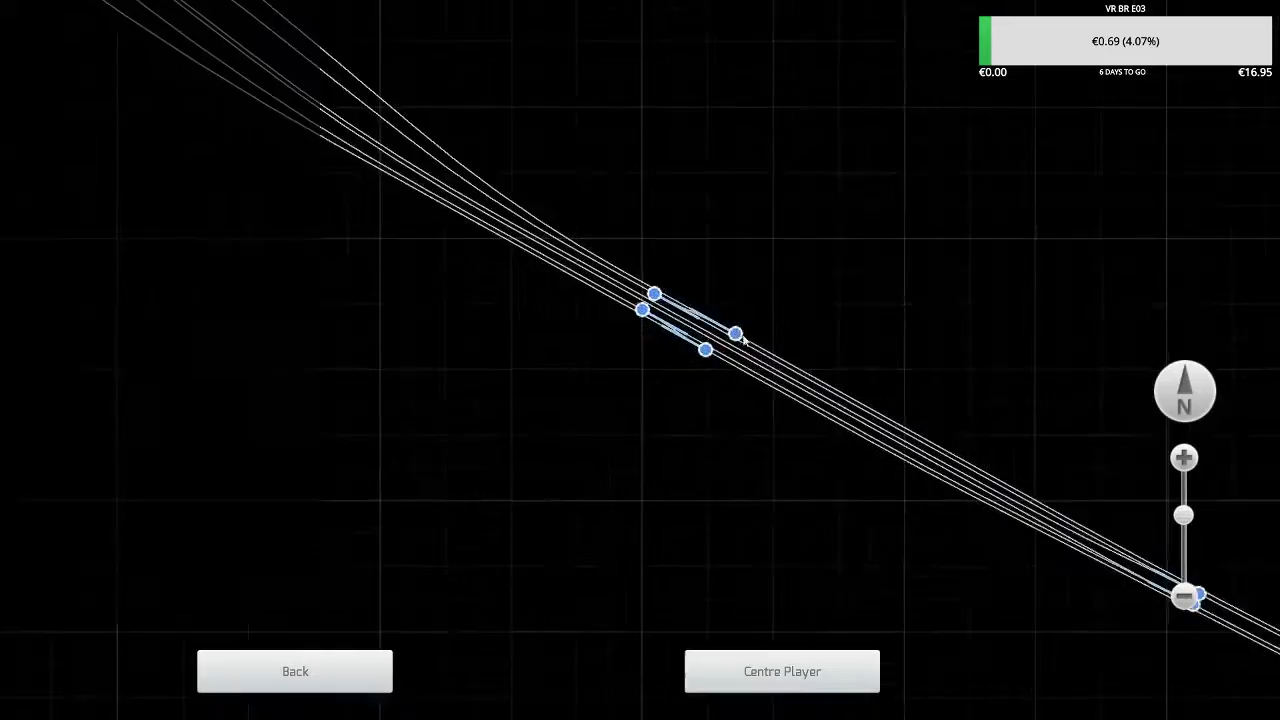 VR BR E03
€0.69 (4.07%)
€0.00
6 DAYS TO GO
€16.95
N
Back
Centre Player